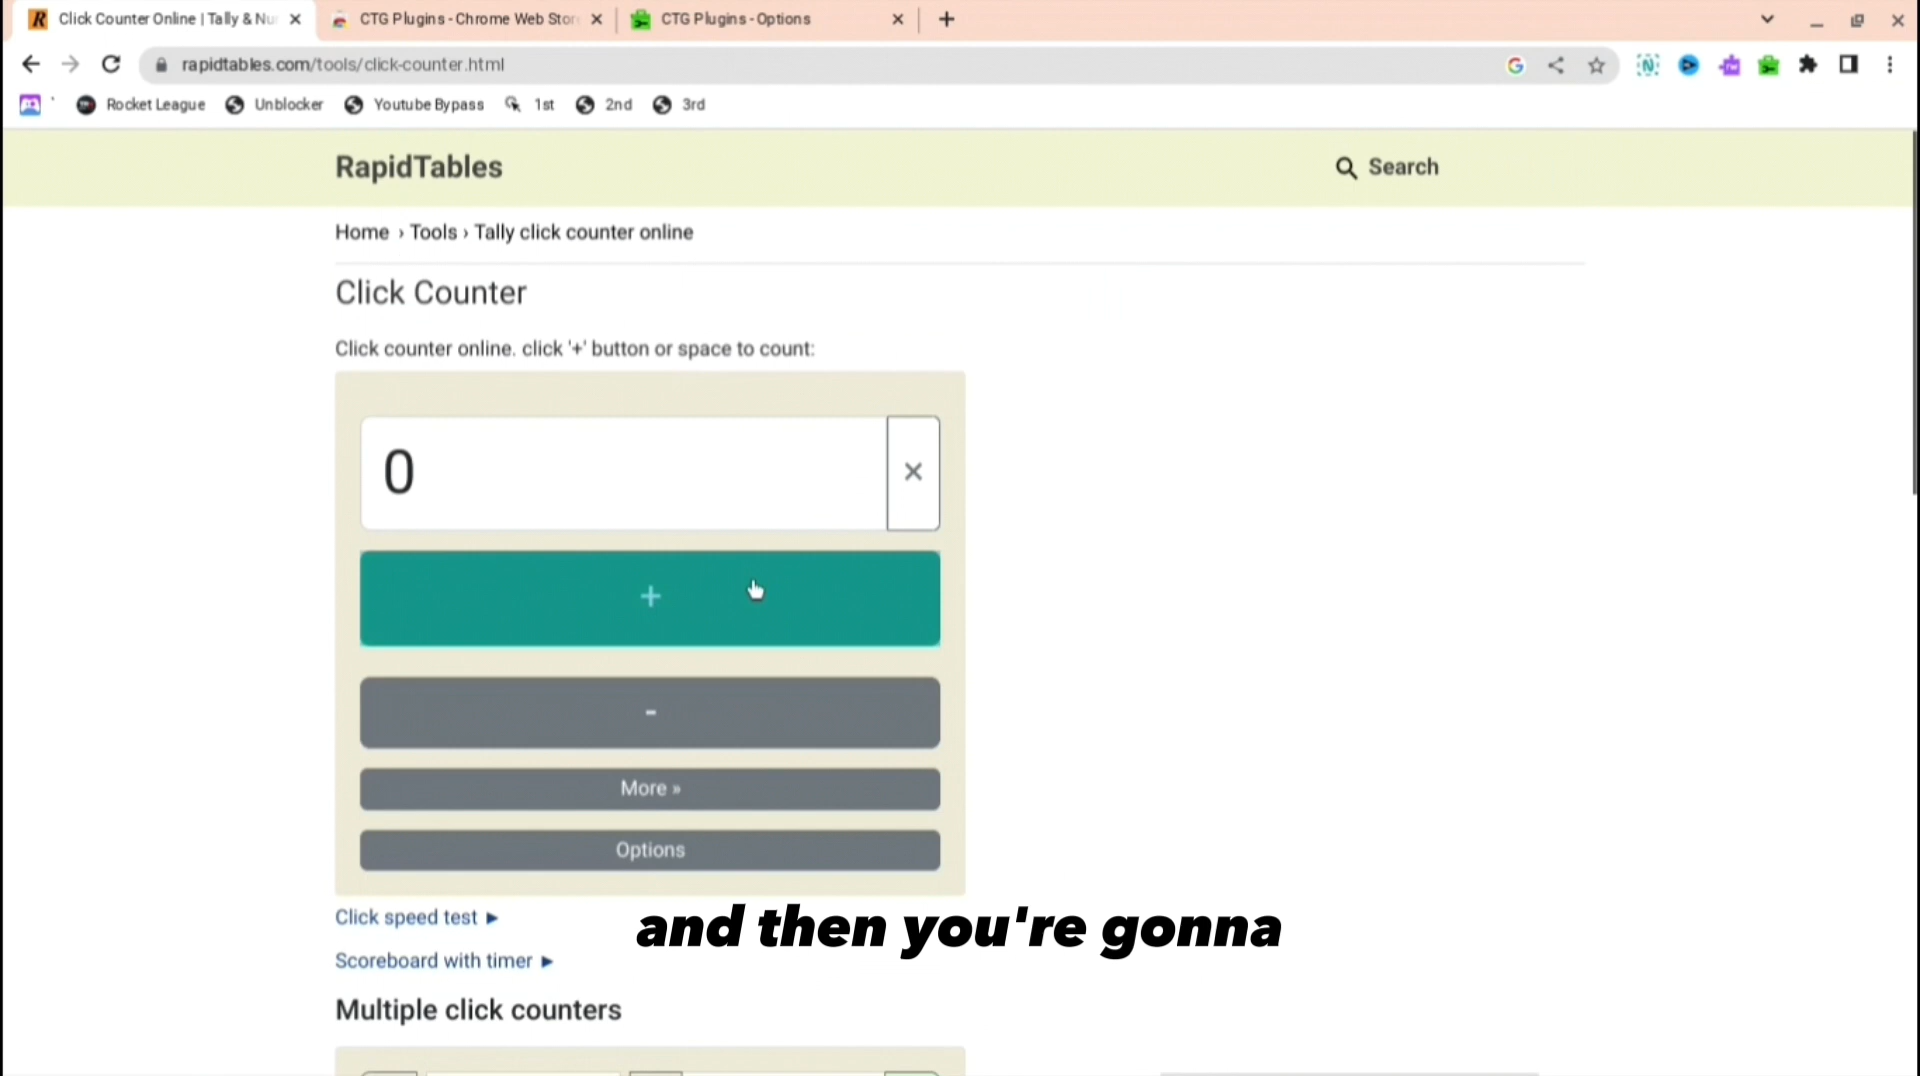 Click Counter Online | Tally & Nu
CTG Plugins - Chrome Web Stor
CTG Plugins - Options
rapidtables.com/tools/click-counter.html
Rocket League
Unblocker
Youtube Bypass
1st
2nd
3rd
RapidTables
Search
Home › Tools › Tally click counter online
Click Counter
Click counter online. click '+' button or space to count:
0
×
+
-
More »
Options
Click speed test ►
and then you're gonna
Scoreboard with timer ►
Multiple click counters